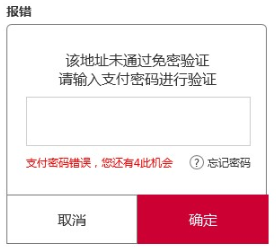 报错
该地址未通过免密验证
请输入支付密码进行验证
支付密码错误，您还有4此机会
? 忘记密码
取消
确定